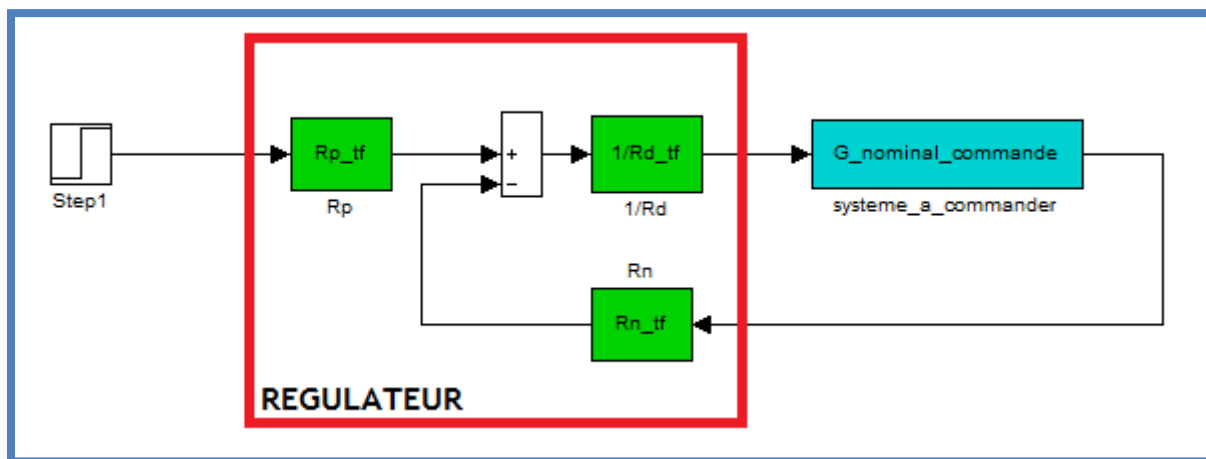 Step1
Rp_tf
Rp
+
−
1/Rd_tf
1/Rd
G_nominal_commande
systeme_a_commander
Rn
Rn_tf
REGULATEUR